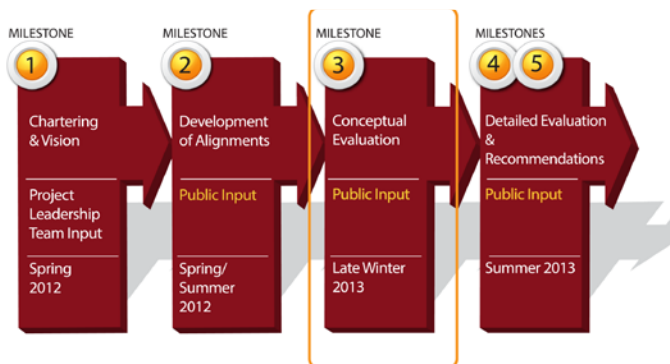 MILESTONE
1
Chartering
& Vision
Project
Leadership
Team Input
Spring
2012
MILESTONE
2
Development
of Alignments
Public Input
Spring/
Summer
2012
MILESTONE
3
Conceptual
Evaluation
Public Input
Late Winter
2013
MILESTONES
4 5
Detailed Evaluation
&
Recommendations
Public Input
Summer 2013